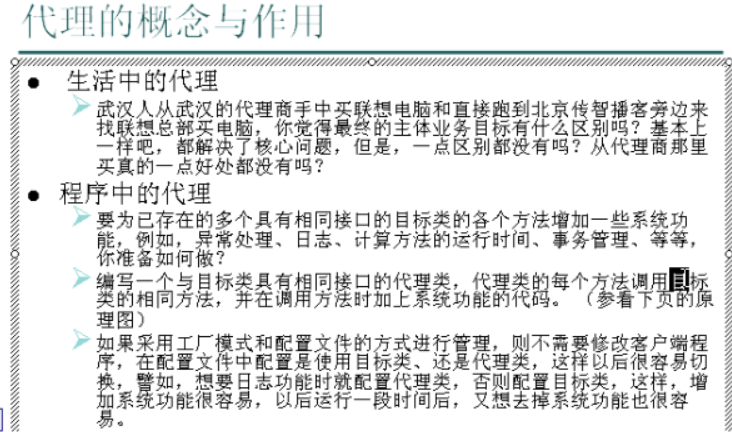 代理的概念与作用
● 生活中的代理
武汉人从武汉的代理商手中买联想电脑和直接跑到北京传智播客旁边来
找联想总部买电脑，你觉得最终的主体业务目标有什么区别吗？基本上
一样吧，都解决了核心问题，但是，一点区别都没有吗？从代理商那里
买真的一点好处都没有吗？
● 程序中的代理
要为已存在的多个具有相同接口的目标类的各个方法增加一些系统功
能，例如，异常处理、日志、计算方法的运行时间、事务管理、等等，
你准备如何做？
编写一个与目标类具有相同接口的代理类，代理类的每个方法调用目标
类的相同方法，并在调用方法时加上系统功能的代码。 （参看下页的原
理图）
如果采用工厂模式和配置文件的方式进行管理，则不需要修改客户端程
序，在配置文件中配置是使用目标类、还是代理类，这样以后很容易切
换，譬如，想要日志功能时就配置代理类，否则配置目标类，这样，增
加系统功能很容易，以后运行一段时间后，又想去掉系统功能也很容
易。